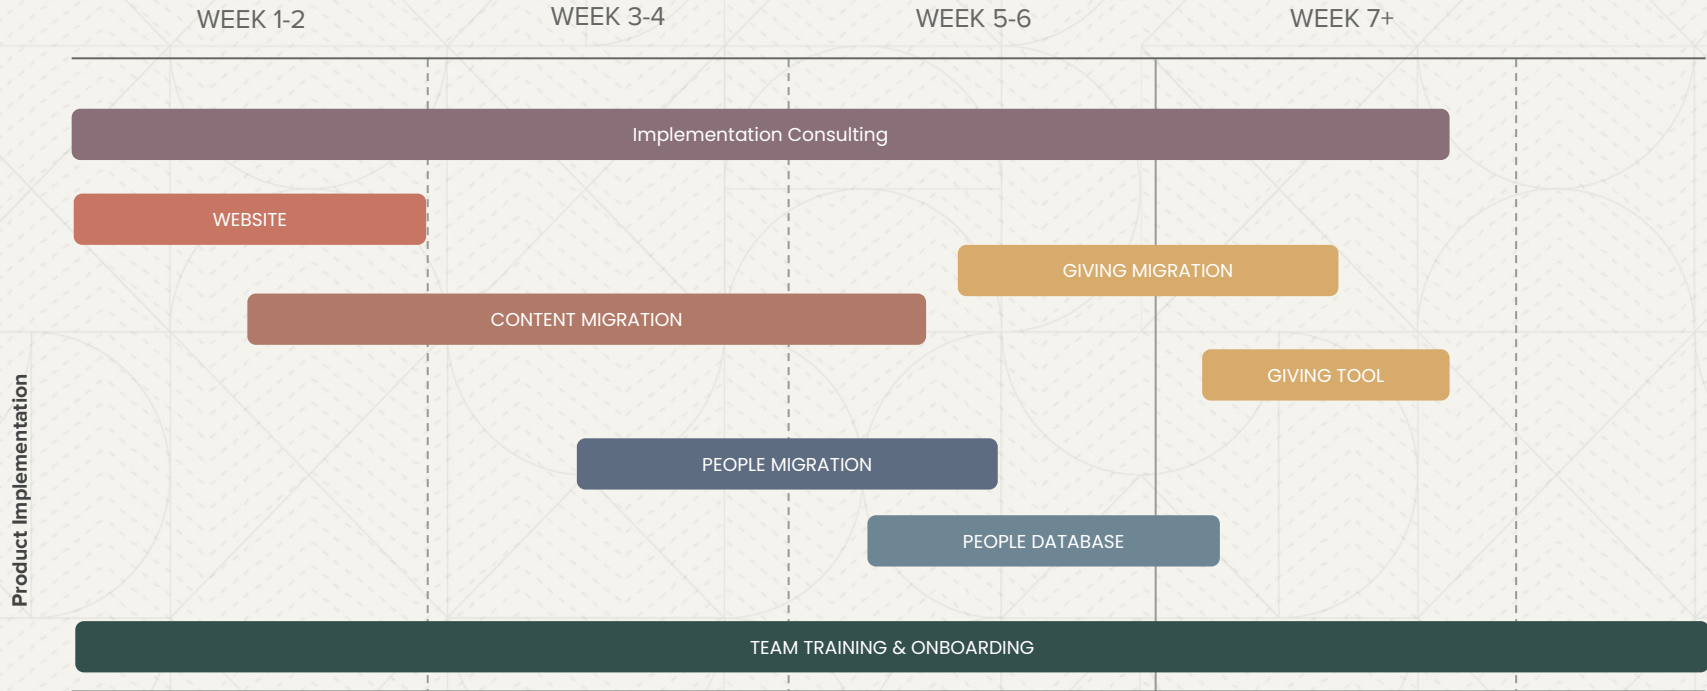 WEEK 1-2
WEEK 3-4
WEEK 5-6
WEEK 7+
Implementation Consulting
WEBSITE
GIVING MIGRATION
CONTENT MIGRATION
GIVING TOOL
Product Implementation
PEOPLE MIGRATION
PEOPLE DATABASE
TEAM TRAINING & ONBOARDING